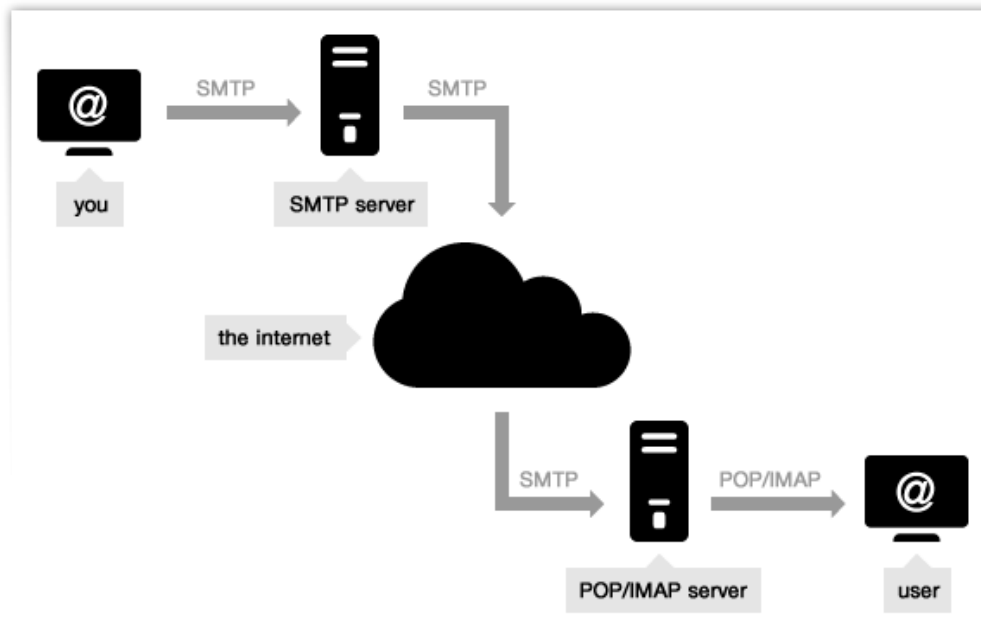 @
SMTP
SMTP
you
SMTP server
the internet
SMTP
POP/IMAP
@
POP/IMAP server
user